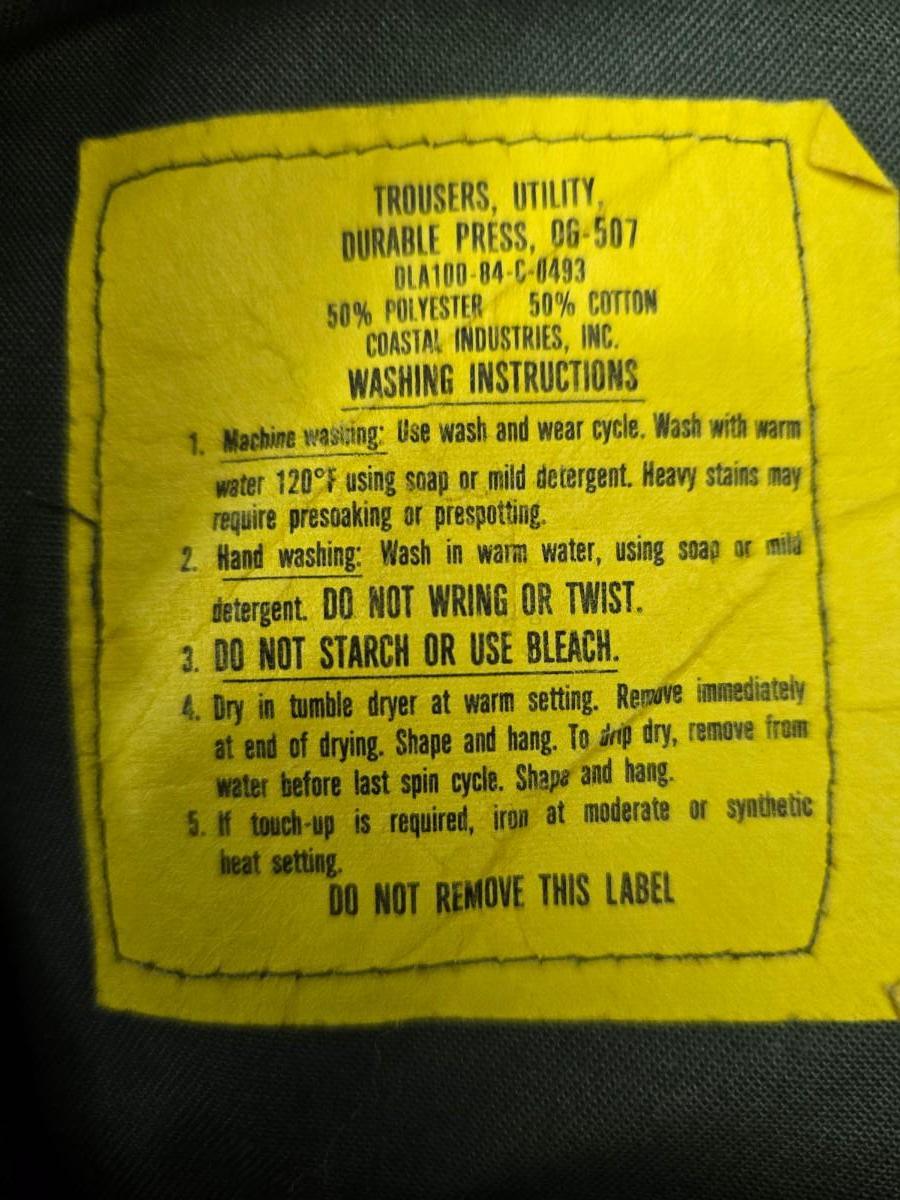 TROUSERS, UTILITY,
DURABLE PRESS, OG-507
DLA100-84-C-0493
50% POLYESTER 50% COTTON
COASTAL INDUSTRIES, INC.
WASHING INSTRUCTIONS
1. Machine washing: Use wash and wear cycle. Wash with warm
water 120°F using soap or mild detergent. Heavy stains may
require presoaking or prespotting.
2. Hand washing: Wash in warm water, using soap or mild
detergent. DO NOT WRING OR TWIST.
3. DO NOT STARCH OR USE BLEACH.
4. Dry in tumble dryer at warm setting. Remove immediately
at end of drying. Shape and hang. To drip dry, remove from
water before last spin cycle. Shape and hang.
5. If touch-up is required, iron at moderate or synthetic
heat setting.
DO NOT REMOVE THIS LABEL